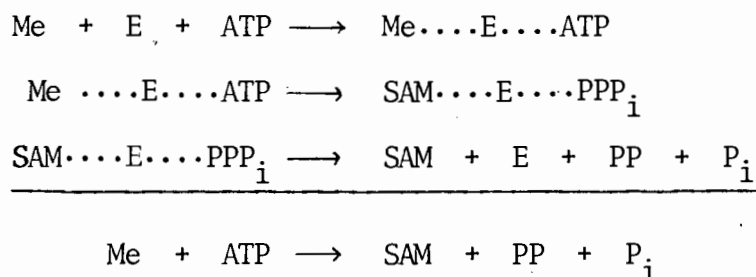 Me + E + ATP ⟶ Me····E····ATP
Me ····E····ATP ⟶ SAM····E····PPPᵢ
SAM····E····PPPᵢ ⟶ SAM + E + PP + Pᵢ
Me + ATP ⟶ SAM + PP + Pᵢ